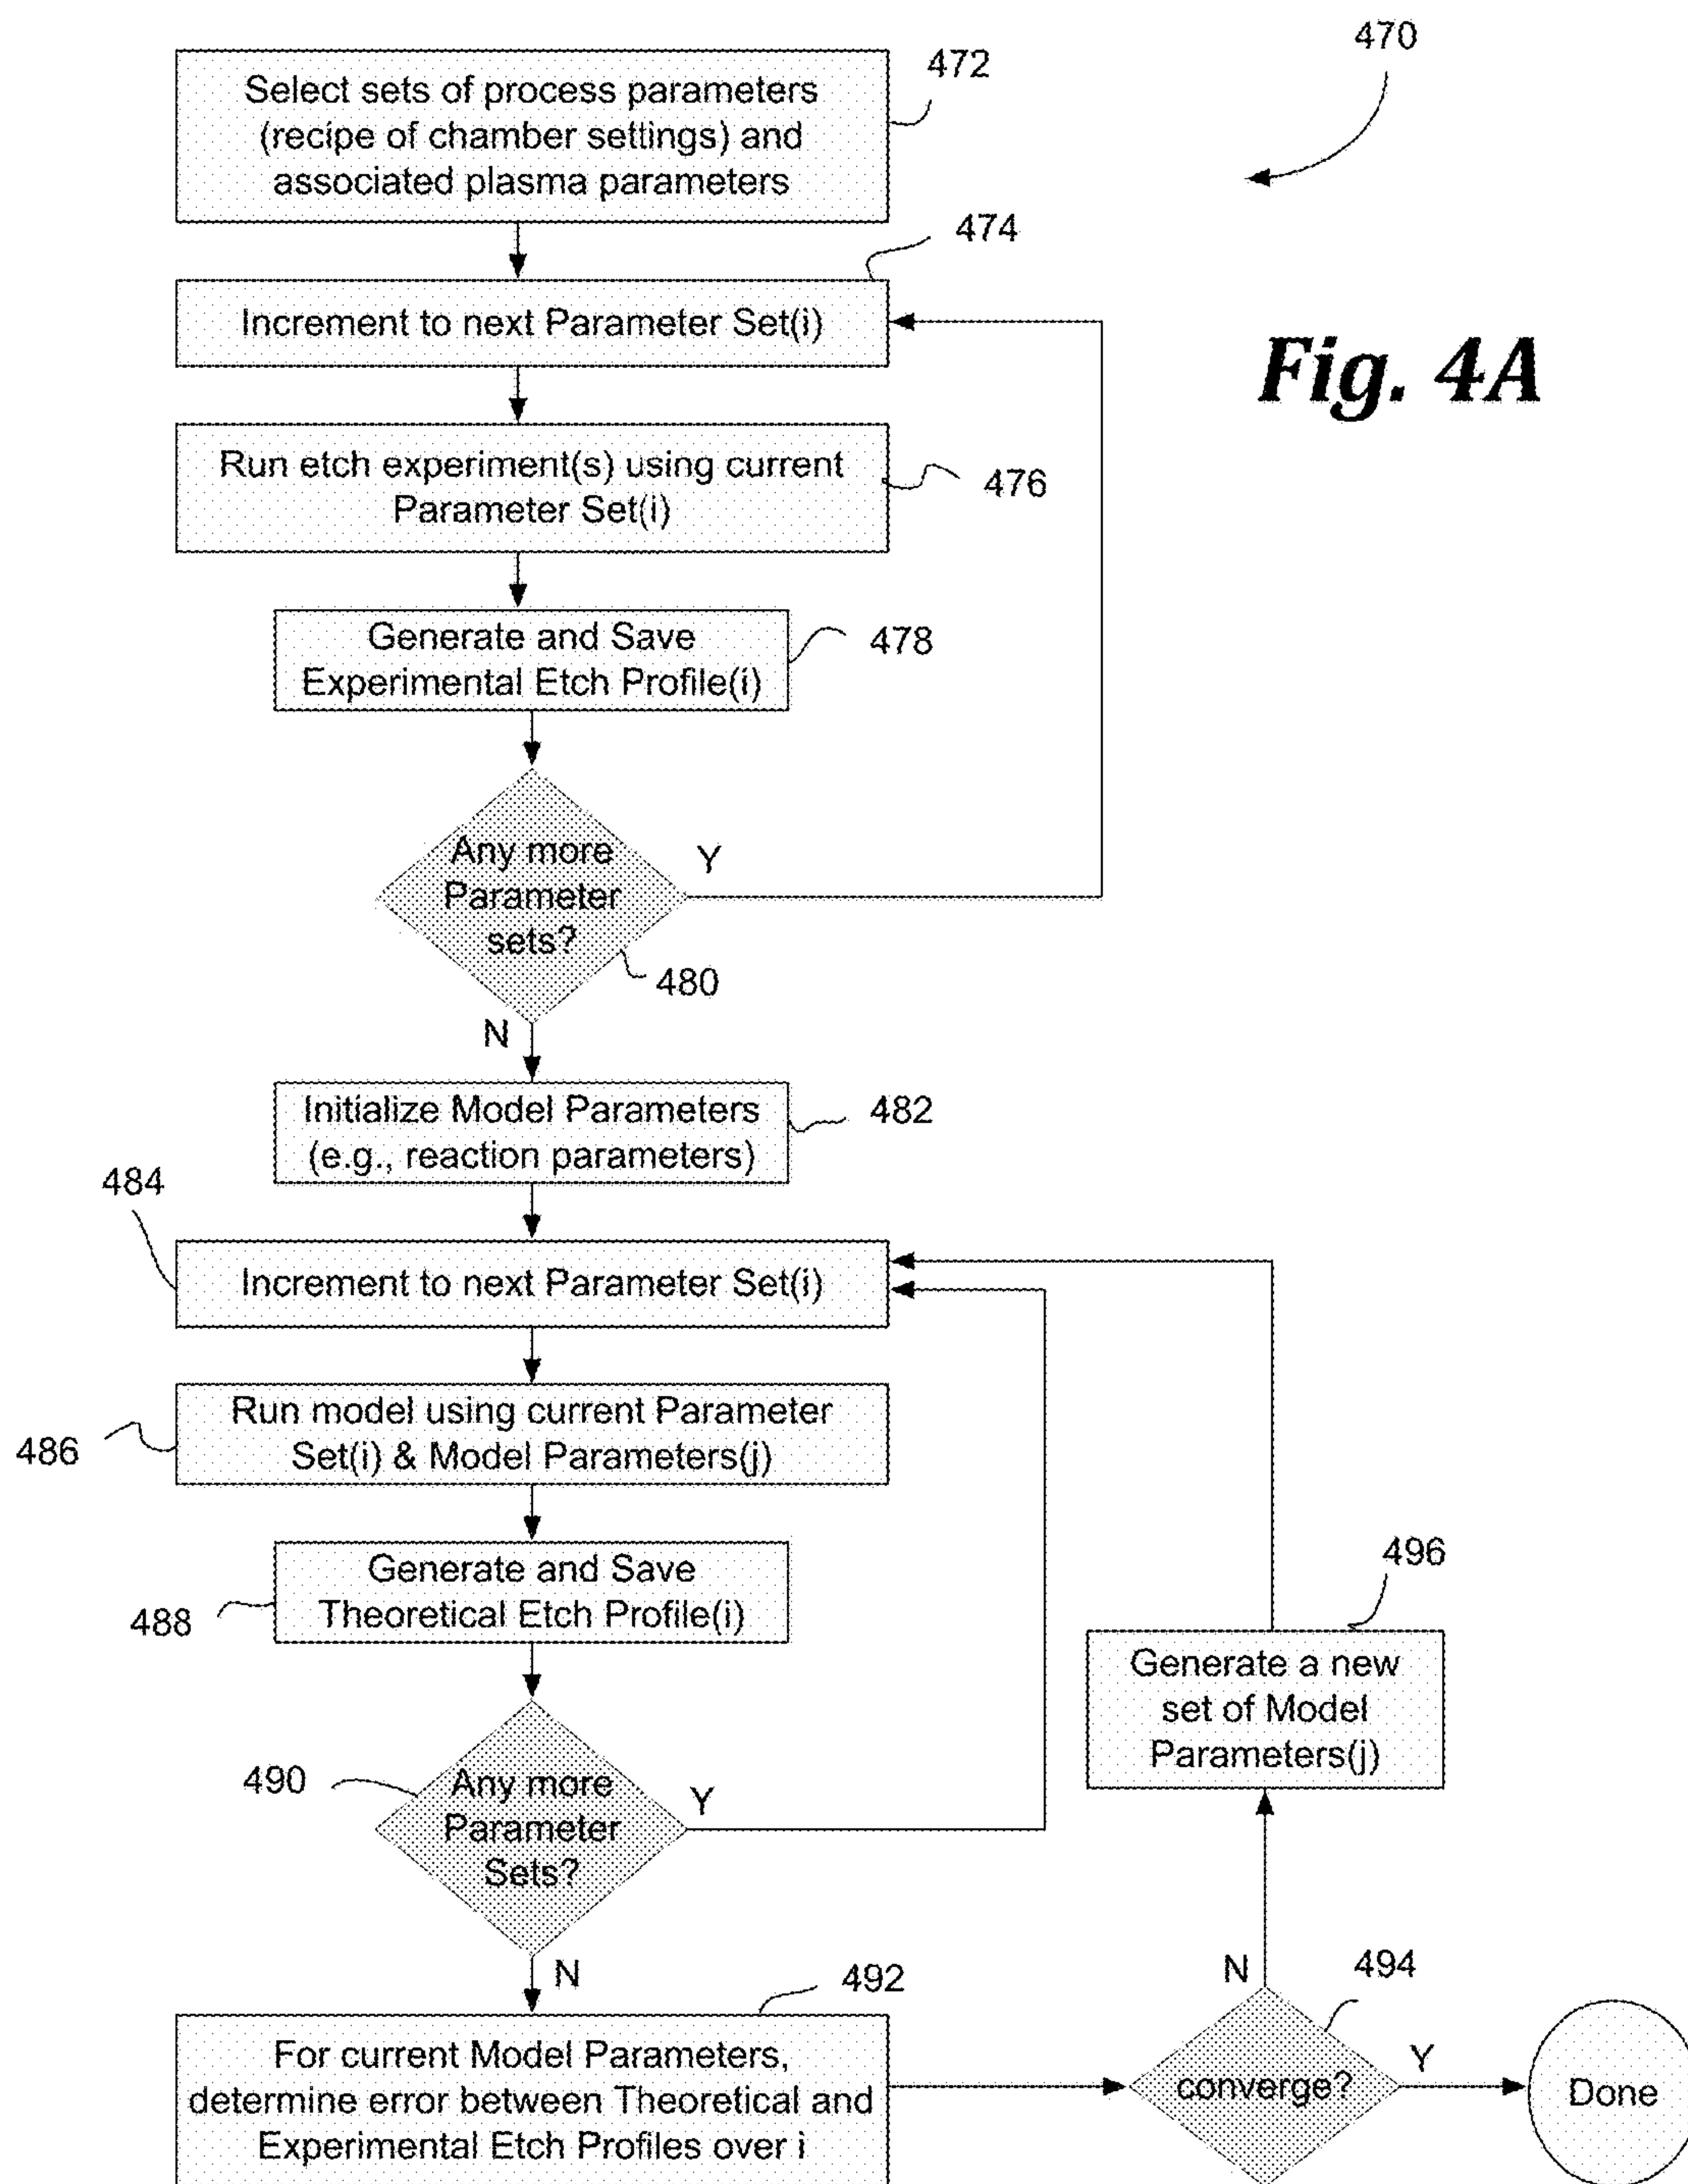 470
472
Select sets of process parameters
(recipe of chamber settings) and
associated plasma parameters
474
Increment to next Parameter Set(i)
Fig. 4A
Run etch experiment(s) using current
Parameter Set(i)
476
Generate and Save
Experimental Etch Profile(i)
478
Any more
Parameter
sets?
Y
480
N
Initialize Model Parameters
(e.g., reaction parameters)
482
484
Increment to next Parameter Set(i)
Run model using current Parameter
Set(i) & Model Parameters(j)
486
Generate and Save
Theoretical Etch Profile(i)
488
496
Generate a new
set of Model
Parameters(j)
490
Any more
Parameter
Sets?
Y
N
492
For current Model Parameters,
determine error between Theoretical and
Experimental Etch Profiles over i
N
494
converge?
Y
Done